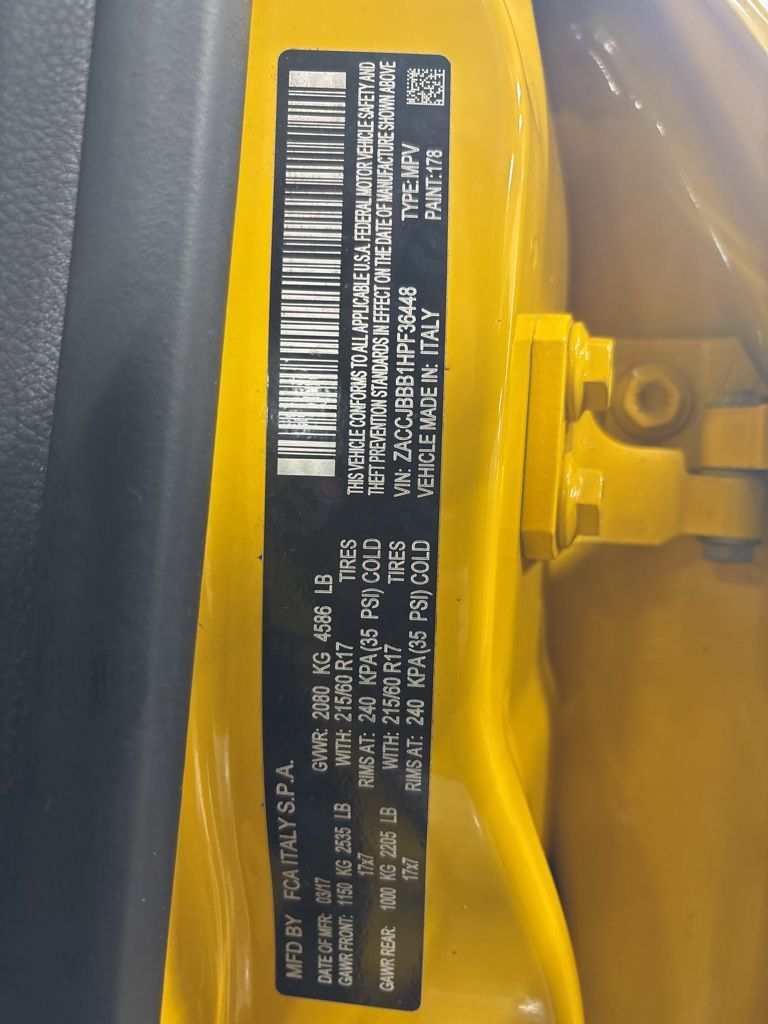 MFD BY FCA ITALY S.P.A.
DATE OF MFR: 03/17 GVWR: 2080 KG 4586 LB
GAWR FRONT: 1150 KG 2535 LB WITH: 215/60 R17 TIRES
17x7 RIMS AT: 240 KPA(35 PSI) COLD
GAWR REAR: 1000 KG 2205 LB WITH: 215/60 R17 TIRES
17x7 RIMS AT: 240 KPA(35 PSI) COLD
THIS VEHICLE CONFORMS TO ALL APPLICABLE U.S.A. FEDERAL MOTOR VEHICLE SAFETY AND
THEFT PREVENTION STANDARDS IN EFFECT ON THE DATE OF MANUFACTURE SHOWN ABOVE
VIN: ZACCJBBB1HPF36448 TYPE:MPV
VEHICLE MADE IN: ITALY PAINT:178